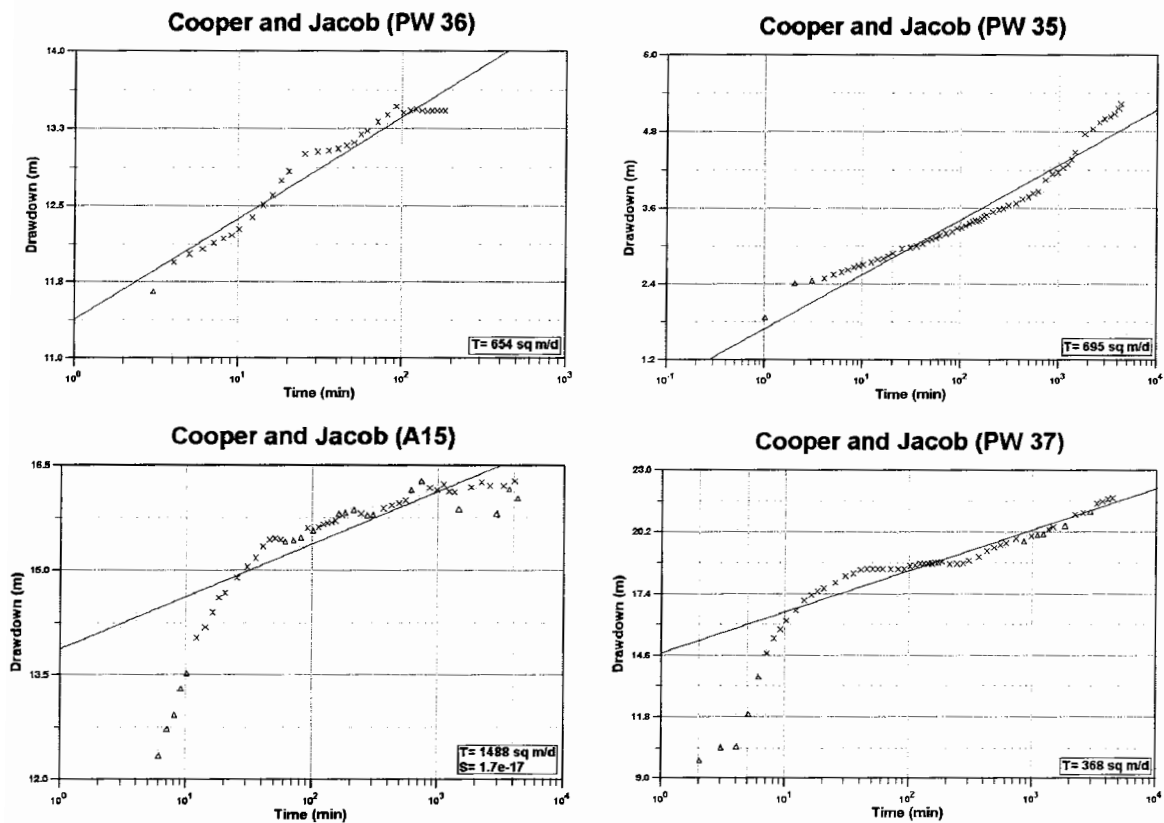 Cooper and Jacob (PW 36)
14.0
13.3
12.5
11.8
11.0
Drawdown (m)
T= 654 sq m/d
10^0
10^1
10^2
10^3
Time (min)
Cooper and Jacob (PW 35)
6.0
4.8
3.6
2.4
1.2
Drawdown (m)
T= 695 sq m/d
10^-1
10^0
10^1
10^2
10^3
10^4
Time (min)
Cooper and Jacob (A15)
16.5
15.0
13.5
12.0
Drawdown (m)
T= 1488 sq m/d
S= 1.7e-17
10^0
10^1
10^2
10^3
10^4
Time (min)
Cooper and Jacob (PW 37)
23.0
20.2
17.4
14.6
11.8
9.0
Drawdown (m)
T= 368 sq m/d
10^0
10^1
10^2
10^3
10^4
Time (min)